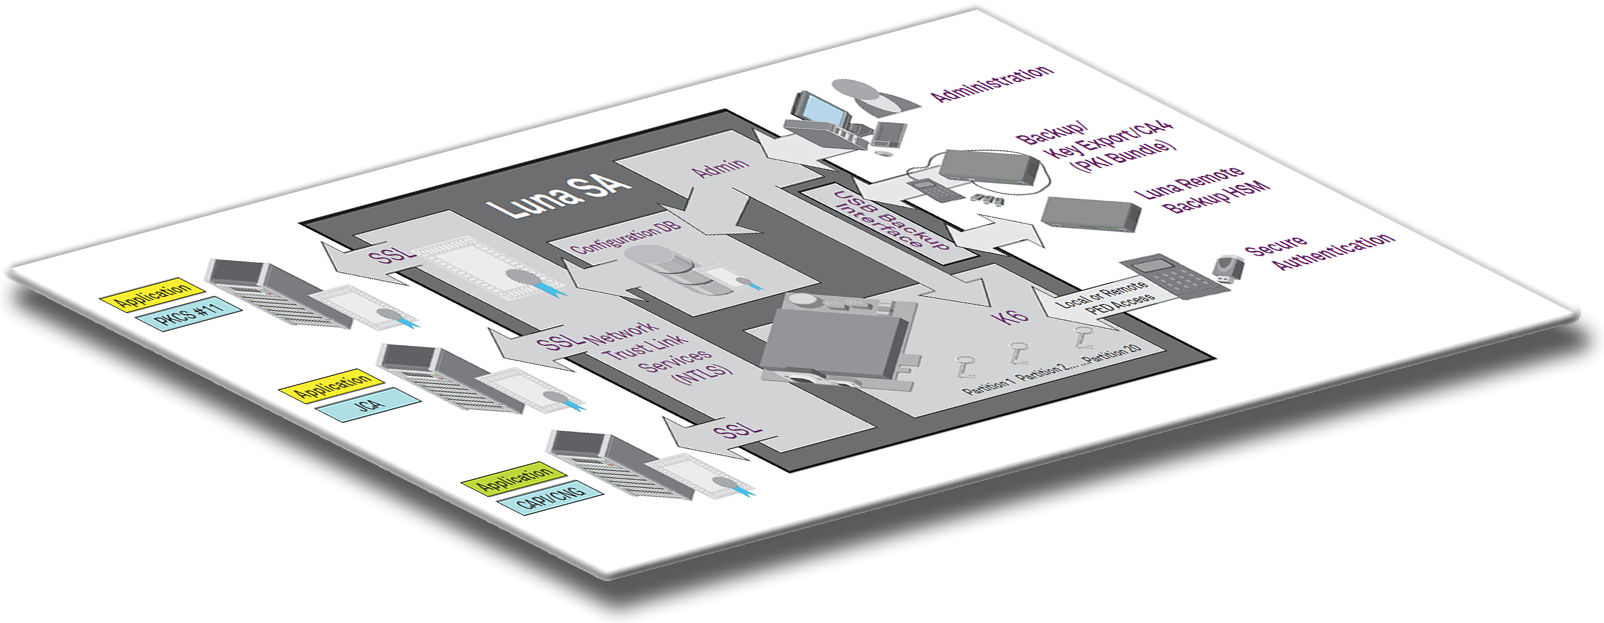 Administration
Backup/
Key Export/CA4
(PKI Bundle)
Luna Remote
Backup HSM
Secure
Authentication
Luna SA
Admin
USB Backup
Interface
Configuration DB
Local or Remote
PED Access
K6
Partition 1 Partition 2... ...Partition 20
SSL
SSL-Network
Trust Link
Services
(NTLS)
SSL
Application
PKCS #11
Application
JCA
Application
CAPI/CNG